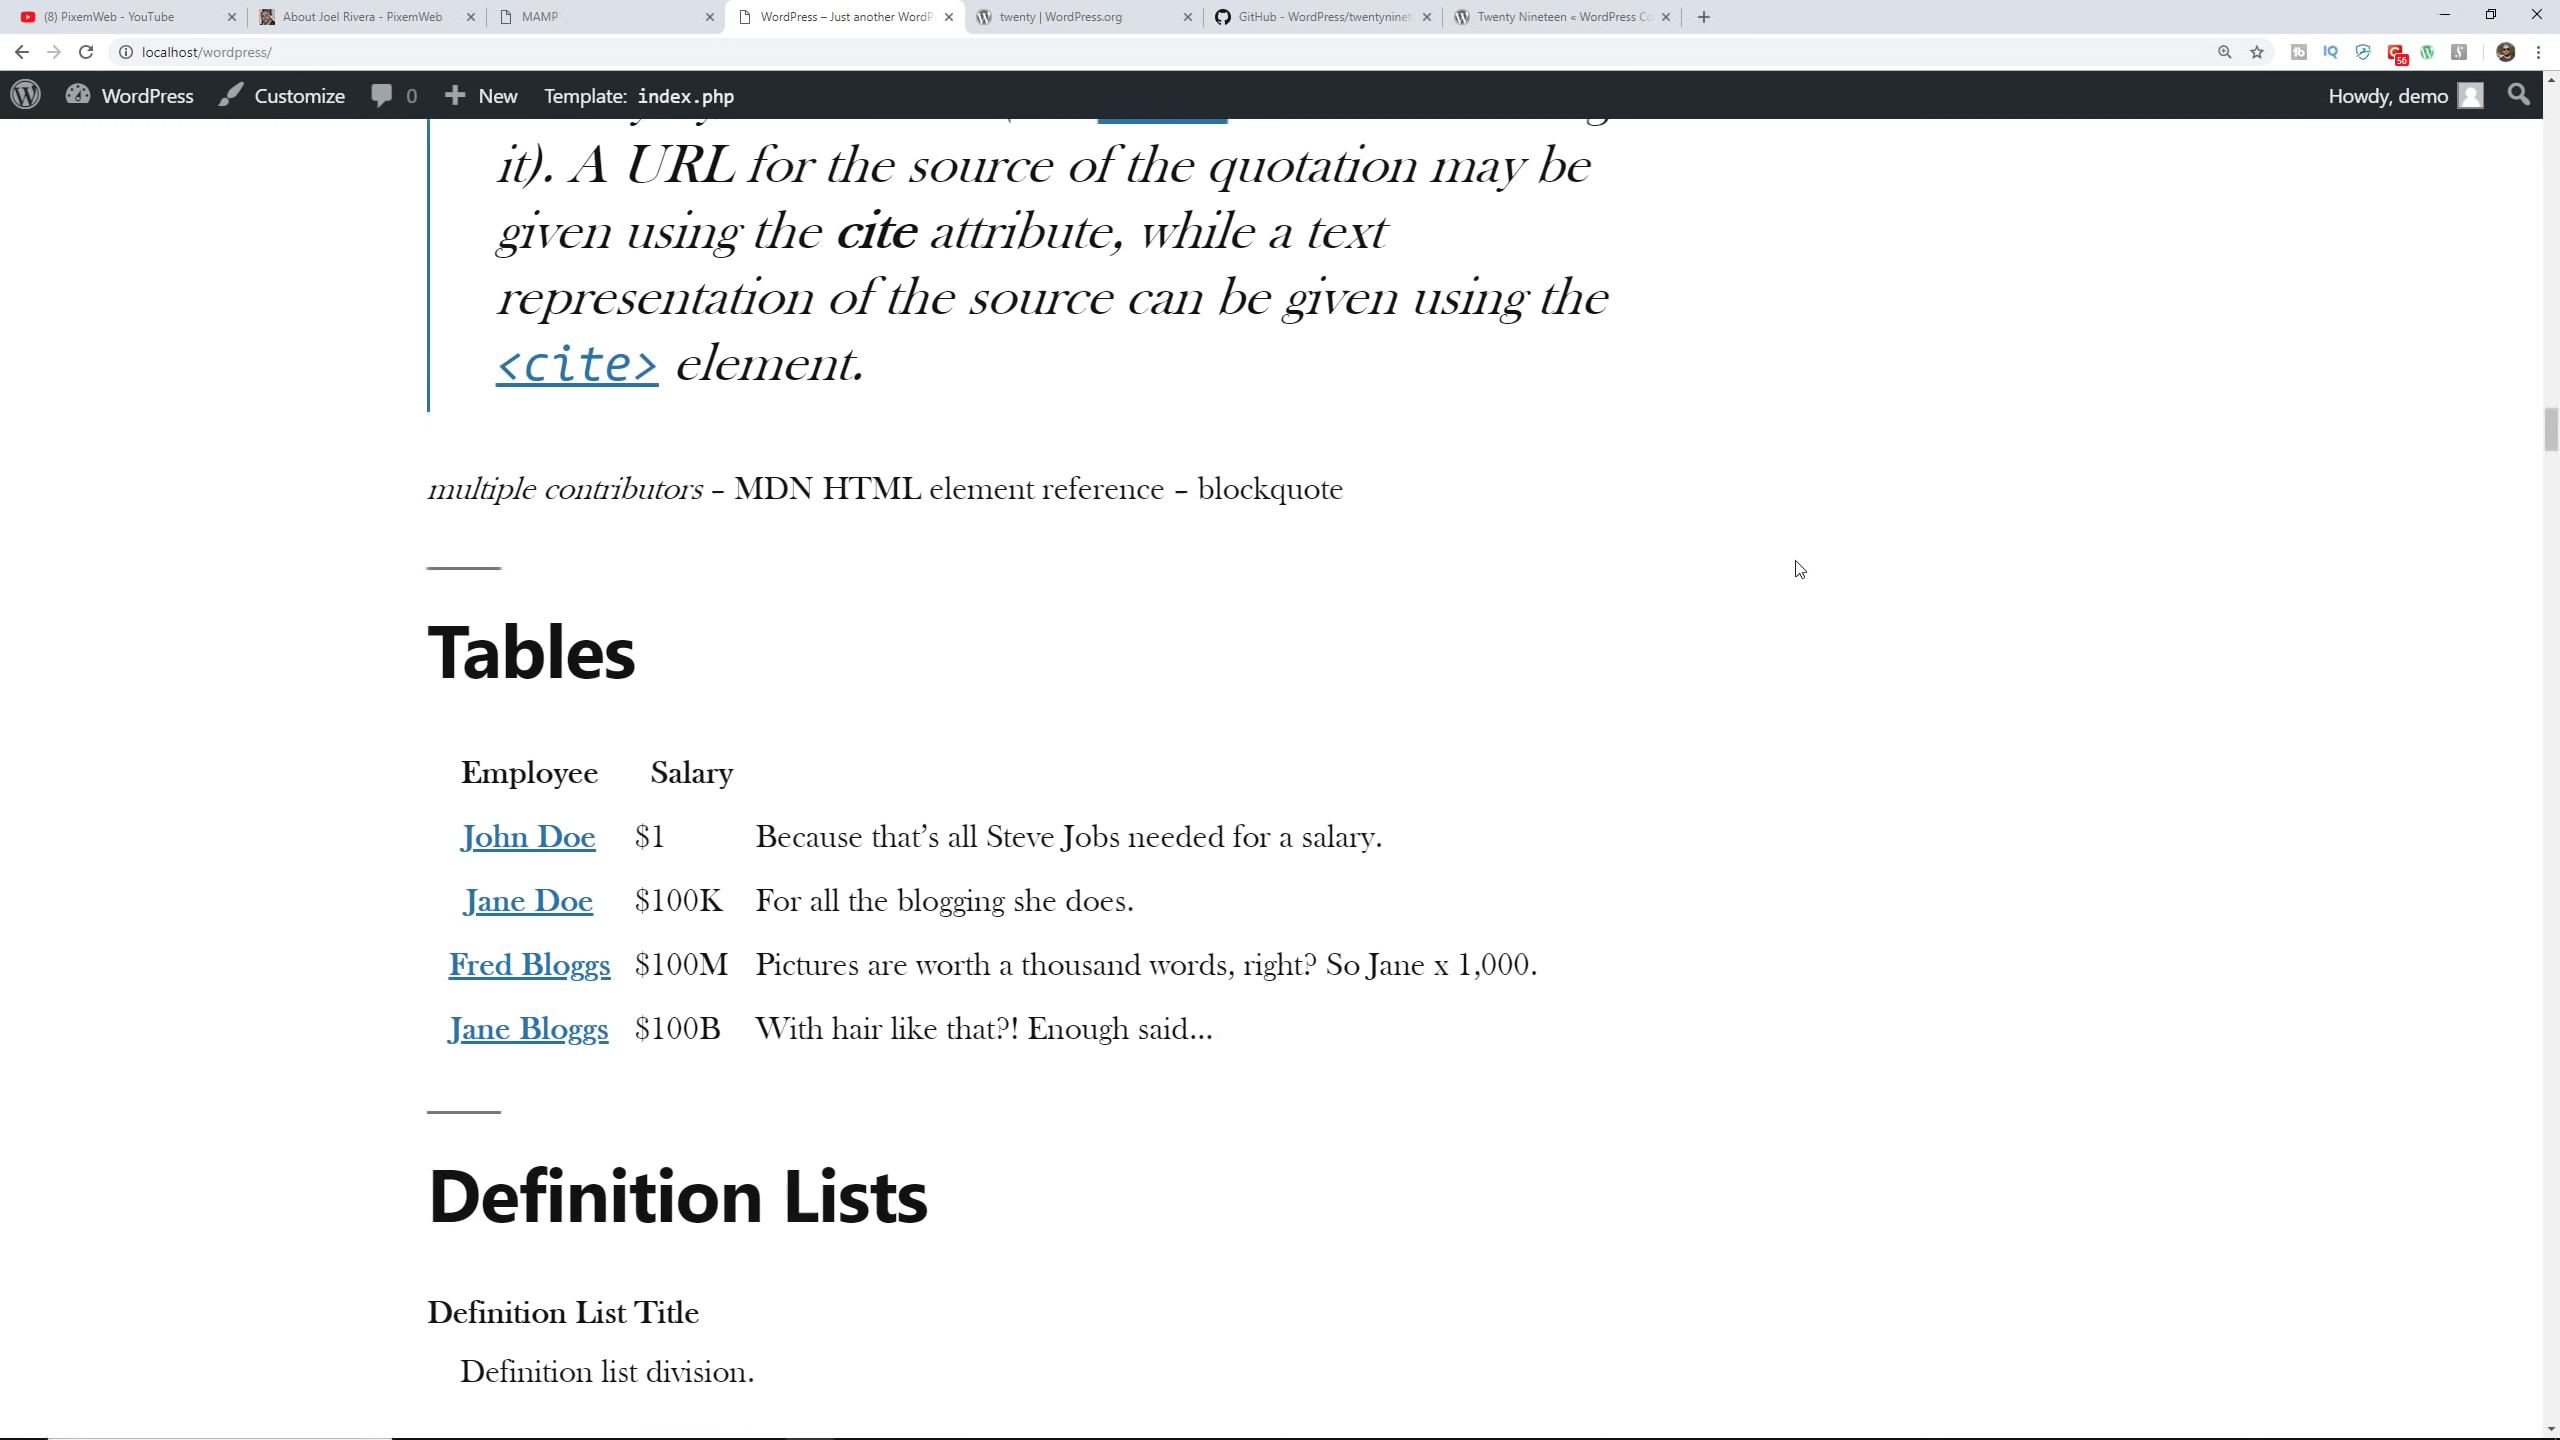 (8) PixemWeb - YouTube
About Joel Rivera - PixemWeb
MAMP
WordPress – Just another WordP
twenty | WordPress.org
GitHub - WordPress/twentyninet
Twenty Nineteen « WordPress Co
localhost/wordpress/
56
WordPress
Customize
0
New
Template: index.php
Howdy, demo
it). A URL for the source of the quotation may be
given using the cite attribute, while a text
representation of the source can be given using the
<cite> element.
multiple contributors – MDN HTML element reference – blockquote
Tables
Employee Salary
John Doe $1 Because that’s all Steve Jobs needed for a salary.
Jane Doe $100K For all the blogging she does.
Fred Bloggs $100M Pictures are worth a thousand words, right? So Jane x 1,000.
Jane Bloggs $100B With hair like that?! Enough said…
Definition Lists
Definition List Title
Definition list division.